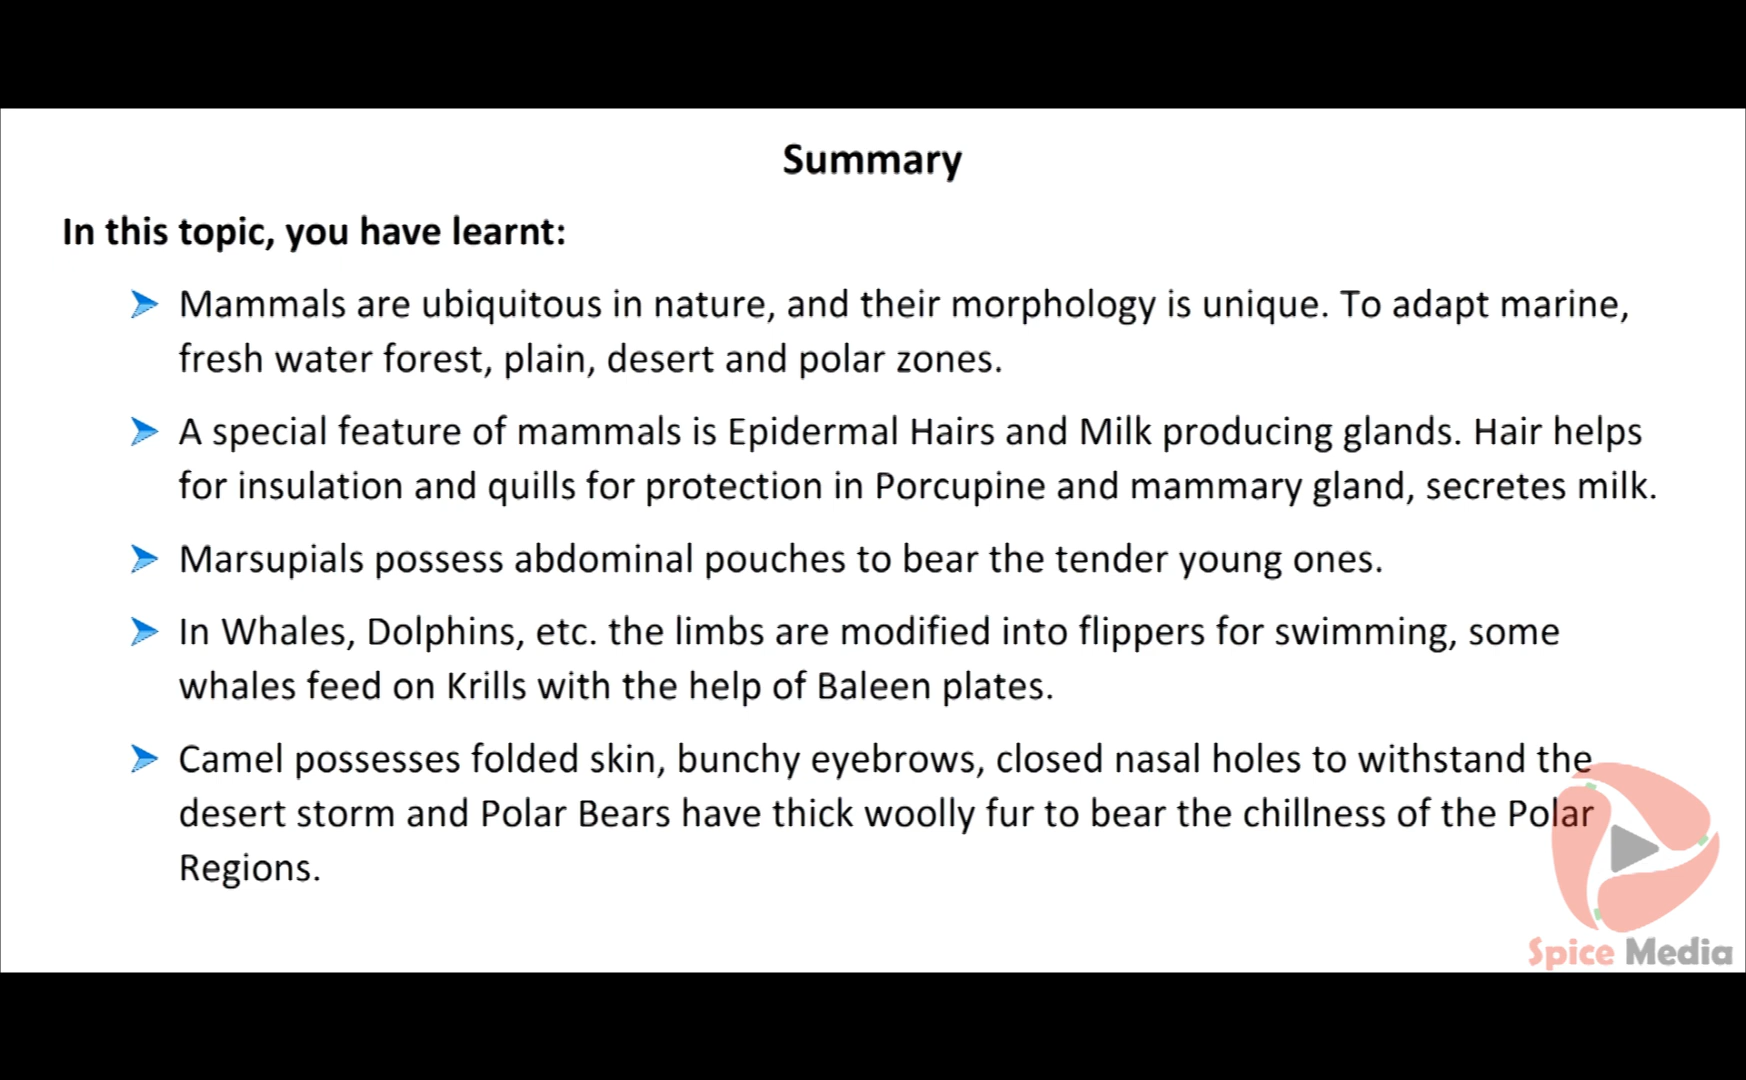 Summary
In this topic, you have learnt:
Mammals are ubiquitous in nature, and their morphology is unique. To adapt marine,
fresh water forest, plain, desert and polar zones.
A special feature of mammals is Epidermal Hairs and Milk producing glands. Hair helps
for insulation and quills for protection in Porcupine and mammary gland, secretes milk.
Marsupials possess abdominal pouches to bear the tender young ones.
In Whales, Dolphins, etc. the limbs are modified into flippers for swimming, some
whales feed on Krills with the help of Baleen plates.
Camel possesses folded skin, bunchy eyebrows, closed nasal holes to withstand the
desert storm and Polar Bears have thick woolly fur to bear the chillness of the Polar
Regions.
Spice Media